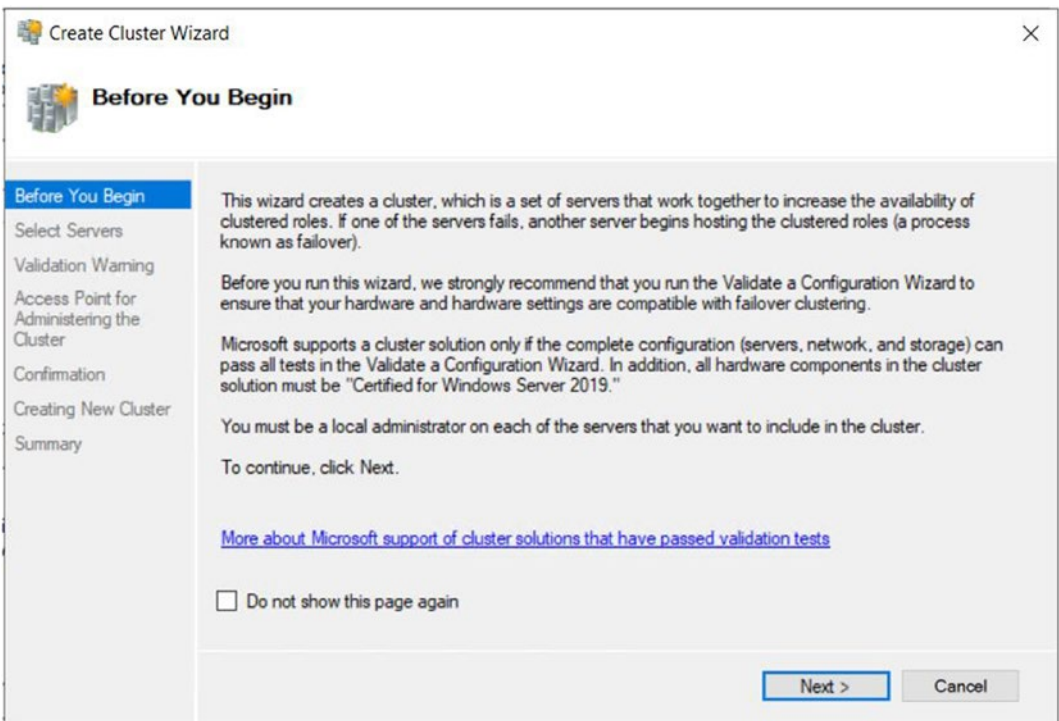 Create Cluster Wizard
Before You Begin
Before You Begin
Select Servers
Validation Warning
Access Point for
Administering the
Cluster
Confirmation
Creating New Cluster
Summary
This wizard creates a cluster, which is a set of servers that work together to increase the availability of
clustered roles. If one of the servers fails, another server begins hosting the clustered roles (a process
known as failover).
Before you run this wizard, we strongly recommend that you run the Validate a Configuration Wizard to
ensure that your hardware and hardware settings are compatible with failover clustering.
Microsoft supports a cluster solution only if the complete configuration (servers, network, and storage) can
pass all tests in the Validate a Configuration Wizard. In addition, all hardware components in the cluster
solution must be "Certified for Windows Server 2019."
You must be a local administrator on each of the servers that you want to include in the cluster.
To continue, click Next.
More about Microsoft support of cluster solutions that have passed validation tests
Do not show this page again
Next >
Cancel